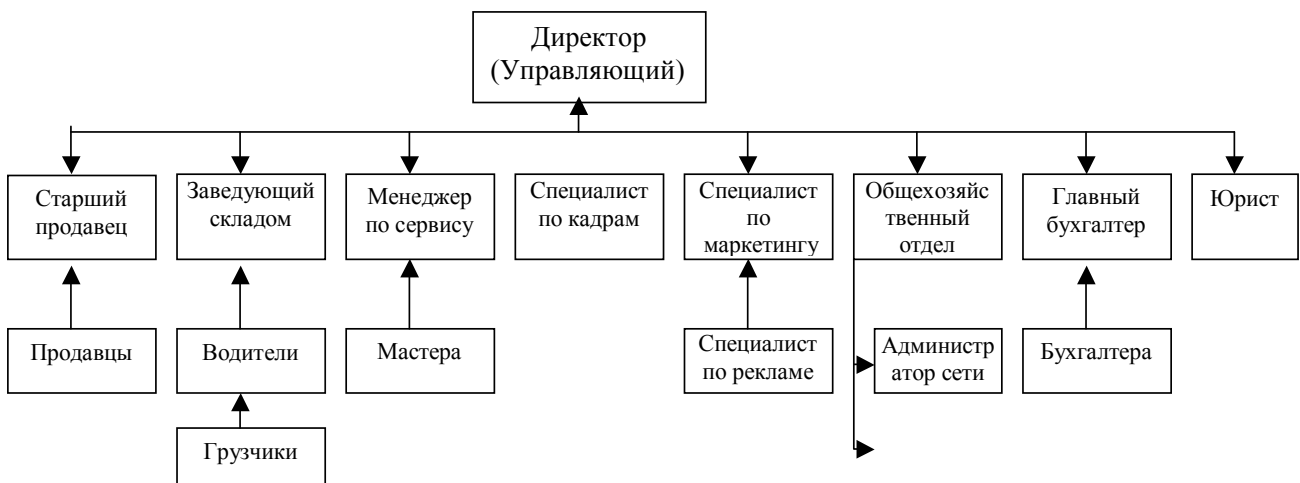 Директор
(Управляющий)
Старший
продавец
Заведующий
складом
Менеджер
по сервису
Специалист
по кадрам
Специалист
по
маркетингу
Общехозяйс
твенный
отдел
Главный
бухгалтер
Юрист
Продавцы
Водители
Мастера
Специалист
по рекламе
Администр
атор сети
Бухгалтера
Грузчики